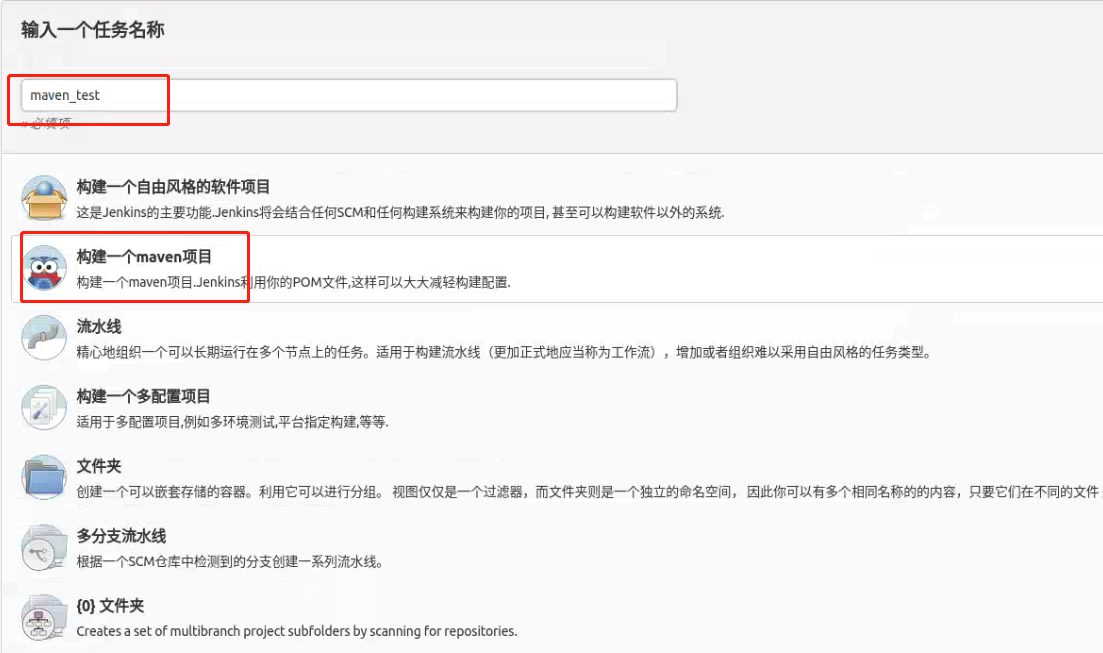 输入一个任务名称
maven_test
» 必填项
构建一个自由风格的软件项目
这是Jenkins的主要功能.Jenkins将会结合任何SCM和任何构建系统来构建你的项目, 甚至可以构建软件以外的系统.
构建一个maven项目
构建一个maven项目.Jenkins利用你的POM文件,这样可以大大减轻构建配置.
流水线
精心地组织一个可以长期运行在多个节点上的任务。适用于构建流水线（更加正式地应当称为工作流），增加或者组织难以采用自由风格的任务类型。
构建一个多配置项目
适用于多配置项目,例如多环境测试,平台指定构建,等等.
文件夹
创建一个可以嵌套存储的容器。利用它可以进行分组。 视图仅仅是一个过滤器，而文件夹则是一个独立的命名空间， 因此你可以有多个相同名称的的内容，只要它们在不同的文件
多分支流水线
根据一个SCM仓库中检测到的分支创建一系列流水线。
{0} 文件夹
Creates a set of multibranch project subfolders by scanning for repositories.